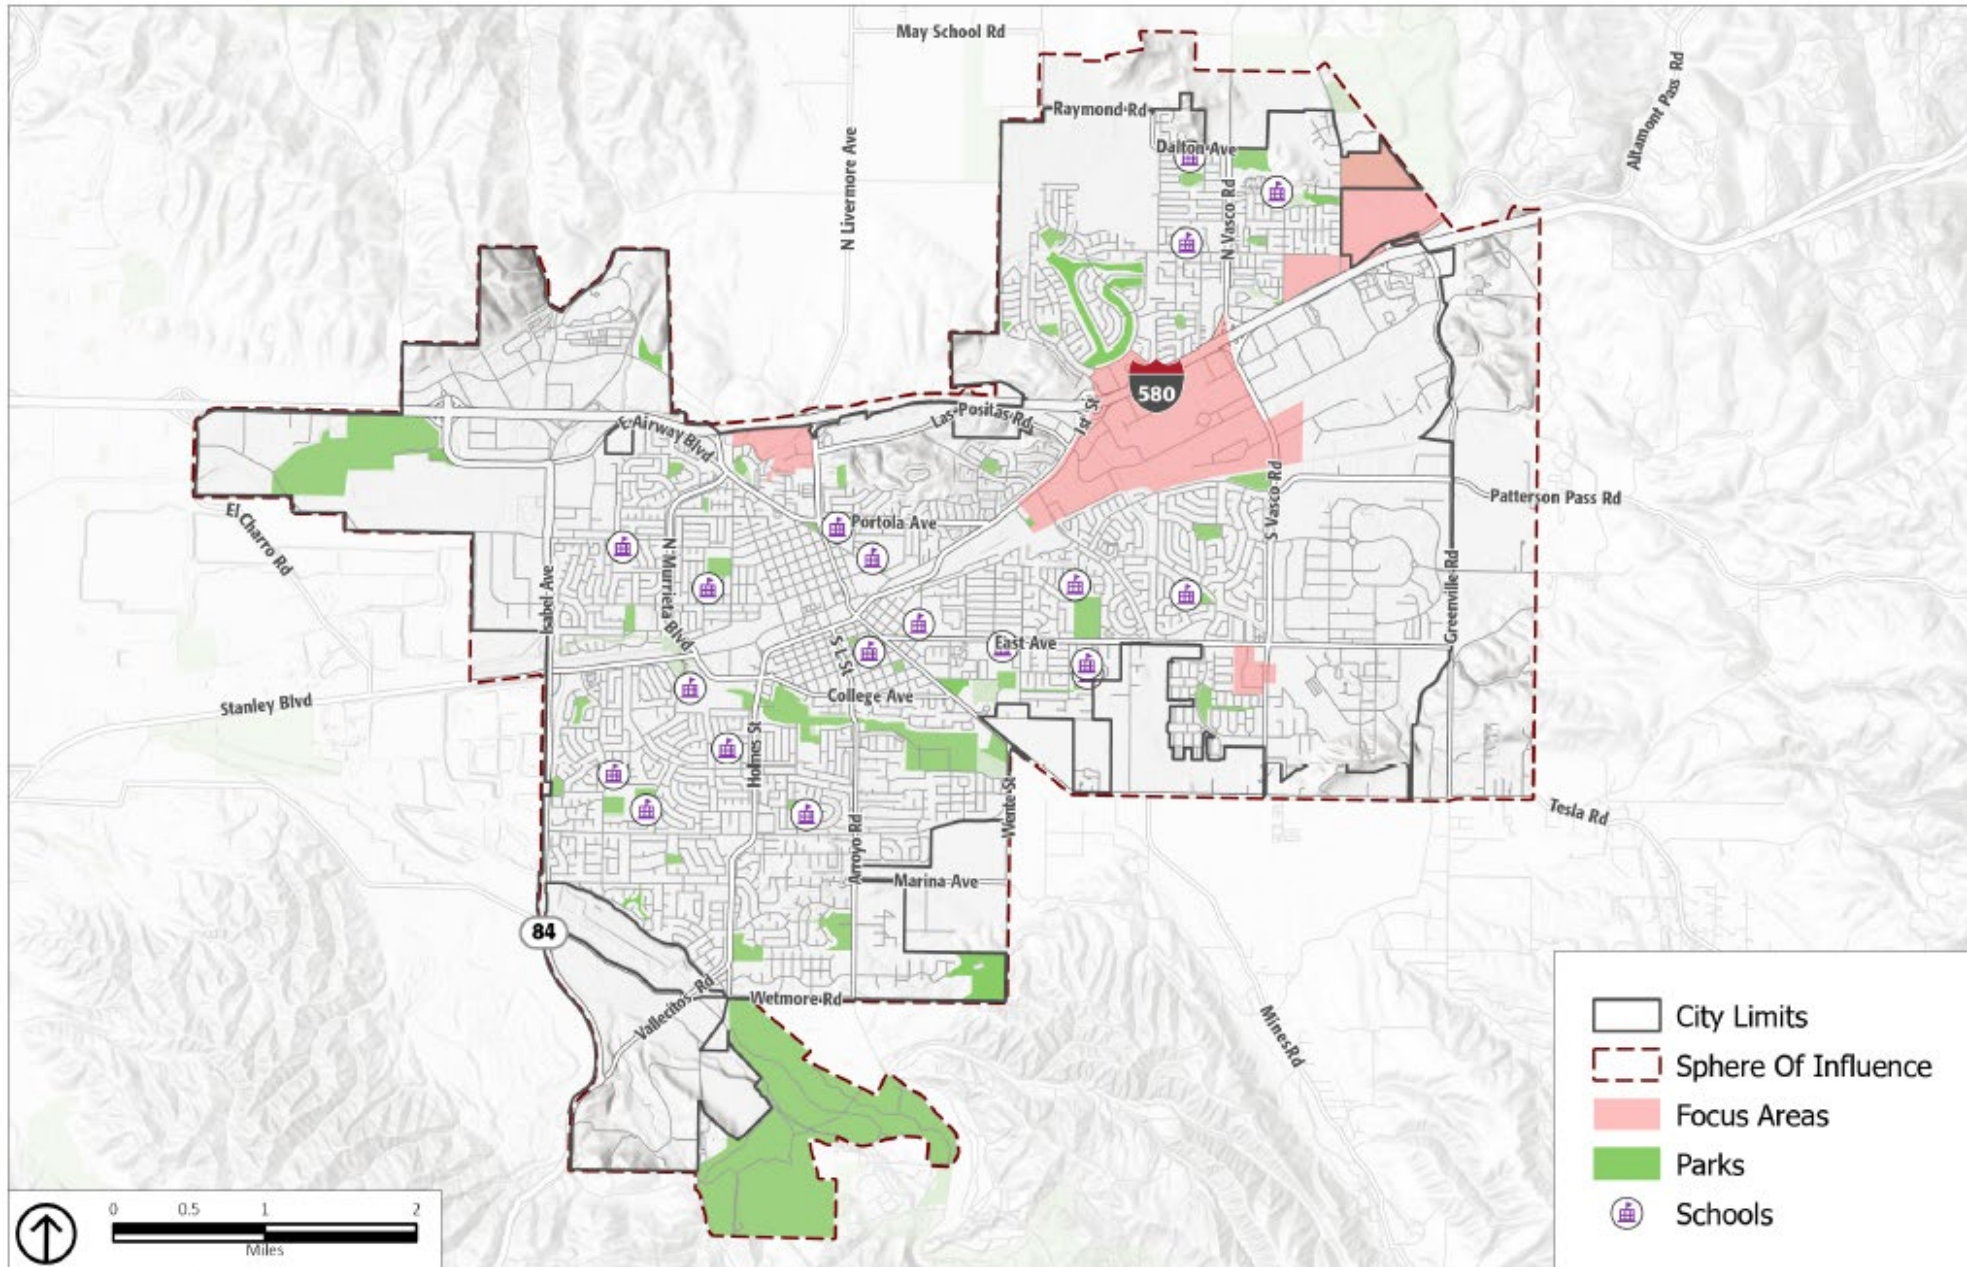 May School Rd
Altamont Pass Rd
Raymond Rd
Dalton Ave
N Livermore Ave
N Vasco Rd
580
1st St
Las Positas Rd
E Airway Blvd
El Charro Rd
Portola Ave
S Vasco Rd
Patterson Pass Rd
Isabel Ave
N Murrieta Blvd
Greenville Rd
S L St
East Ave
Stanley Blvd
College Ave
Holmes St
Wente St
Arroyo Rd
Tesla Rd
Marina Ave
84
Vallecitos Rd
Wetmore Rd
Mines Rd
City Limits
Sphere Of Influence
Focus Areas
Parks
Schools
0 0.5 1 2
Miles